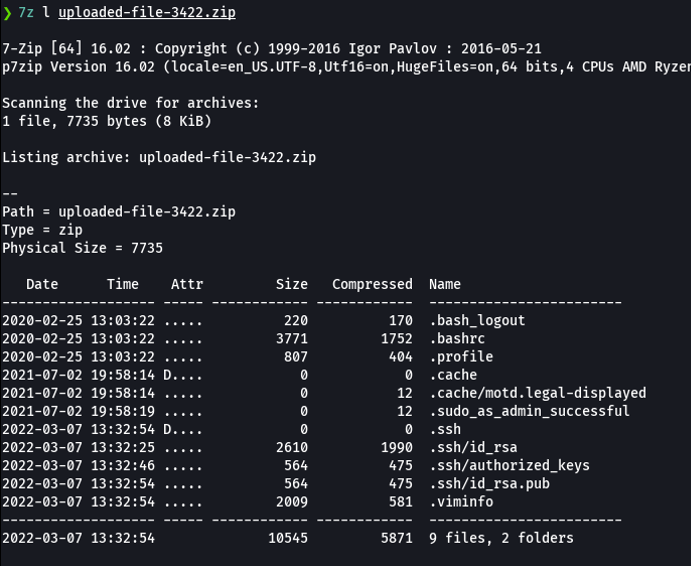 ❯ 7z l uploaded-file-3422.zip
7-Zip [64] 16.02 : Copyright (c) 1999-2016 Igor Pavlov : 2016-05-21
p7zip Version 16.02 (locale=en_US.UTF-8,Utf16=on,HugeFiles=on,64 bits,4 CPUs AMD Ryzen
Scanning the drive for archives:
1 file, 7735 bytes (8 KiB)
Listing archive: uploaded-file-3422.zip
--
Path = uploaded-file-3422.zip
Type = zip
Physical Size = 7735
   Date      Time    Attr         Size   Compressed  Name
------------------- ----- ------------ ------------  ------------------------
2020-02-25 13:03:22 .....          220          170  .bash_logout
2020-02-25 13:03:22 .....         3771         1752  .bashrc
2020-02-25 13:03:22 .....          807          404  .profile
2021-07-02 19:58:14 D....            0            0  .cache
2021-07-02 19:58:14 .....            0           12  .cache/motd.legal-displayed
2021-07-02 19:58:19 .....            0           12  .sudo_as_admin_successful
2022-03-07 13:32:54 D....            0            0  .ssh
2022-03-07 13:32:25 .....         2610         1990  .ssh/id_rsa
2022-03-07 13:32:46 .....          564          475  .ssh/authorized_keys
2022-03-07 13:32:54 .....          564          475  .ssh/id_rsa.pub
2022-03-07 13:32:54 .....         2009          581  .viminfo
------------------- ----- ------------ ------------  ------------------------
2022-03-07 13:32:54              10545         5871  9 files, 2 folders